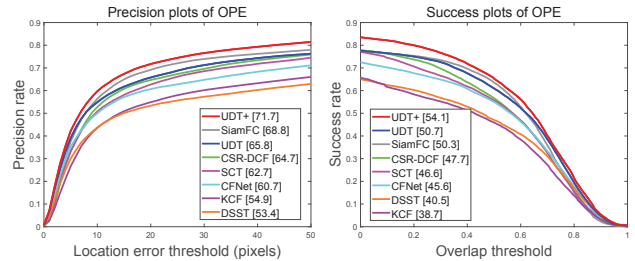 Precision plots of OPE
0.9
0.8
0.7
0.6
0.5
0.4
0.3
0.2
0.1
0
Precision rate
UDT+ [71.7]
SiamFC [68.8]
UDT [65.8]
CSR-DCF [64.7]
SCT [62.7]
CFNet [60.7]
KCF [54.9]
DSST [53.4]
0 10 20 30 40 50
Location error threshold (pixels)
Success plots of OPE
0.9
0.8
0.7
0.6
0.5
0.4
0.3
0.2
0.1
0
Success rate
UDT+ [54.1]
UDT [50.7]
SiamFC [50.3]
CSR-DCF [47.7]
SCT [46.6]
CFNet [45.6]
DSST [40.5]
KCF [38.7]
0 0.2 0.4 0.6 0.8 1
Overlap threshold